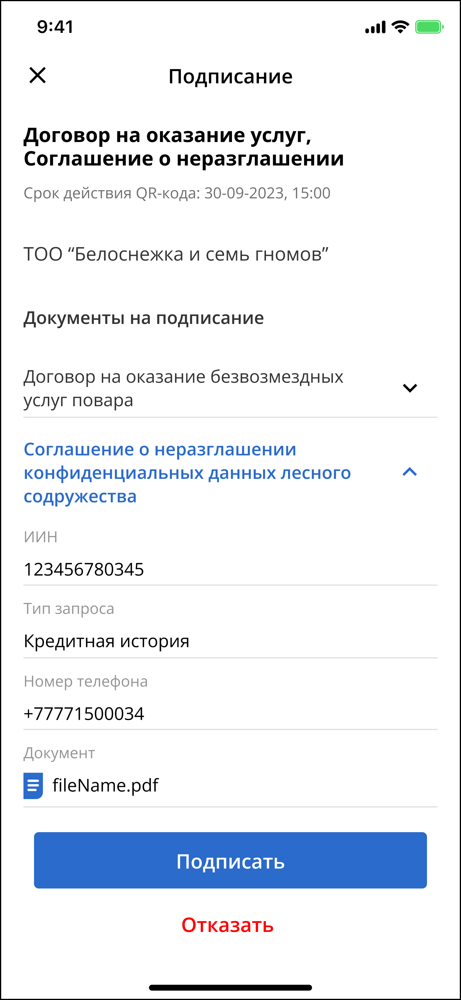 9:41
Подписание
Договор на оказание услуг,
Соглашение о неразглашении
Срок действия QR-кода: 30-09-2023, 15:00
ТОО “Белоснежка и семь гномов”
Документы на подписание
Договор на оказание безвозмездных
услуг повара
Соглашение о неразглашении
конфиденциальных данных лесного
содружества
ИИН
123456780345
Тип запроса
Кредитная история
Номер телефона
+77771500034
Документ
fileName.pdf
Подписать
Отказать